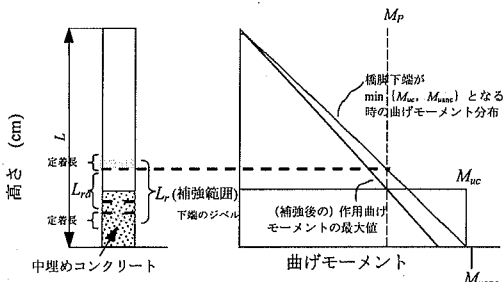 M_P
橋脚下端が
min {M_uc, M_usnc} となる
時の曲げモーメント分布
高さ (cm)
L
定着長
L_rd
定着長
L_r (補強範囲)
下端のジベル
中埋めコンクリート
M_uc
(補強後の) 作用曲げ
モーメントの最大値
曲げモーメント
M_usnc